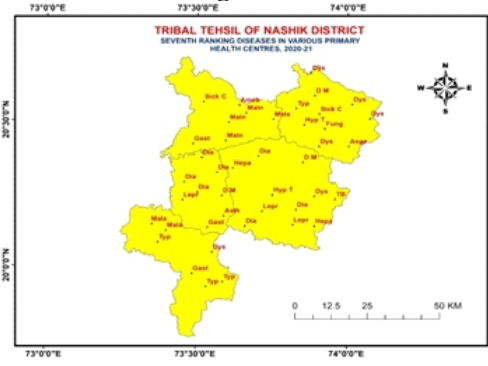 73°0'0"E 73°30'0"E 74°0'0"E
TRIBAL TEHSIL OF NASHIK DISTRICT
SEVENTH RANKING DISEASES IN VARIOUS PRIMARY
HEALTH CENTRES, 2020-21
N
W E
S
20°30'0"N
20°0'0"N
Dys
D M
Sick C
Typ
Dys
Main
Sick C
Main
Mala
Dys
Hyp T
Fung
Gast
Main
Dys
Dia
Dia
D M
Dia
Hepa
Dia
Dia
Lepr
D M
Hyp T
Dys
TB
Lepr
Dia
Mala
Mala
Gast
Dia
Lepr
Hepa
Typ
Dys
Gast
Typ
Typ
0 12.5 25 50 KM
73°0'0"E 73°30'0"E 74°0'0"E